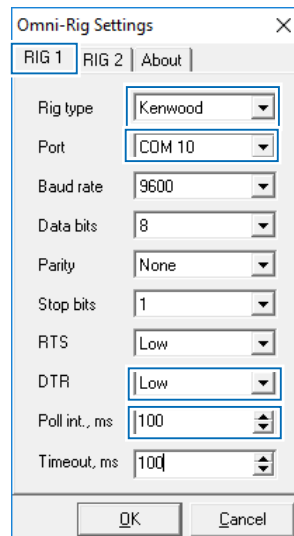 Omni-Rig Settings
RIG 1 RIG 2 About
Rig type Kenwood
Port COM 10
Baud rate 9600
Data bits 8
Parity None
Stop bits 1
RTS Low
DTR Low
Poll int., ms 100
Timeout, ms 100
OK Cancel